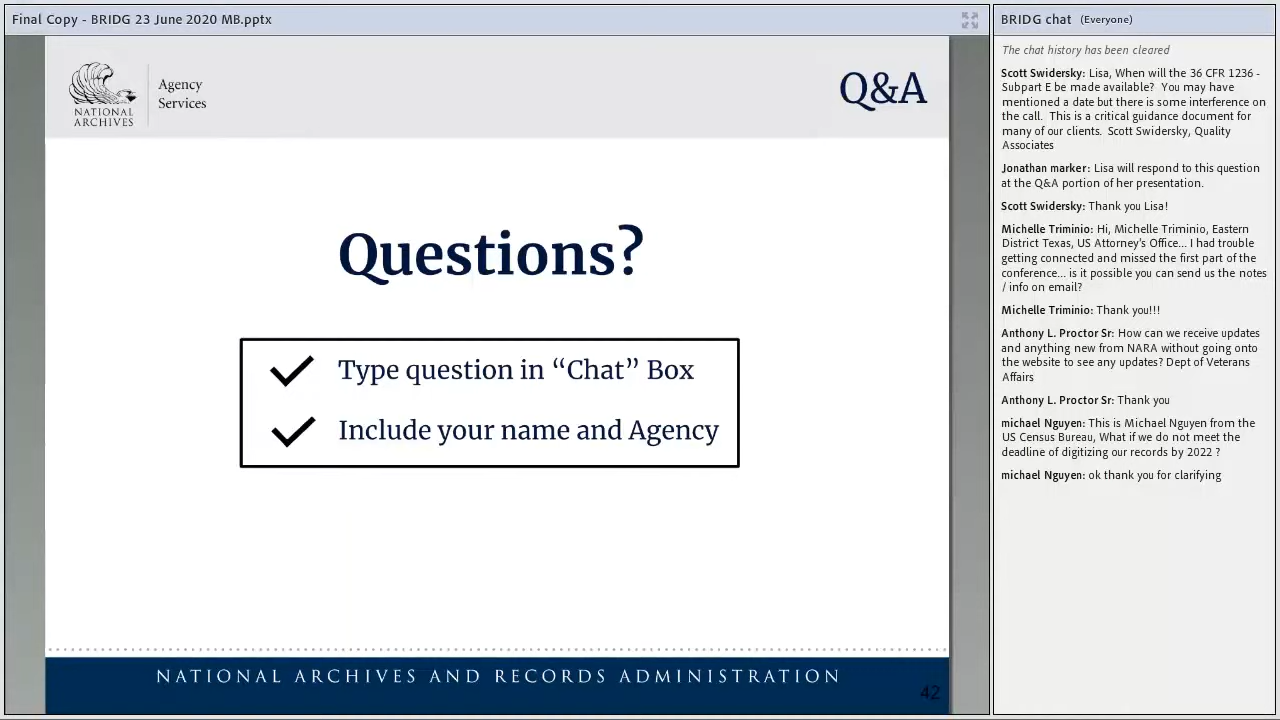 Final Copy - BRIDG 23 June 2020 MB.pptx
NATIONAL
ARCHIVES
Agency
Services
Q&A
Questions?
Type question in “Chat” Box
Include your name and Agency
NATIONAL ARCHIVES AND RECORDS ADMINISTRATION
42
BRIDG chat (Everyone)
The chat history has been cleared
Scott Swidersky: Lisa, When will the 36 CFR 1236 -
Subpart E be made available? You may have
mentioned a date but there is some interference on
the call. This is a critical guidance document for
many of our clients. Scott Swidersky, Quality
Associates
Jonathan marker: Lisa will respond to this question
at the Q&A portion of her presentation.
Scott Swidersky: Thank you Lisa!
Michelle Triminio: Hi, Michelle Triminio, Eastern
District Texas, US Attorney's Office... I had trouble
getting connected and missed the first part of the
conference... is it possible you can send us the notes
/ info on email?
Michelle Triminio: Thank you!!!
Anthony L. Proctor Sr: How can we receive updates
and anything new from NARA without going onto
the website to see any updates? Dept of Veterans
Affairs
Anthony L. Proctor Sr: Thank you
michael Nguyen: This is Michael Nguyen from the
US Census Bureau, What if we do not meet the
deadline of digitizing our records by 2022 ?
michael Nguyen: ok thank you for clarifying